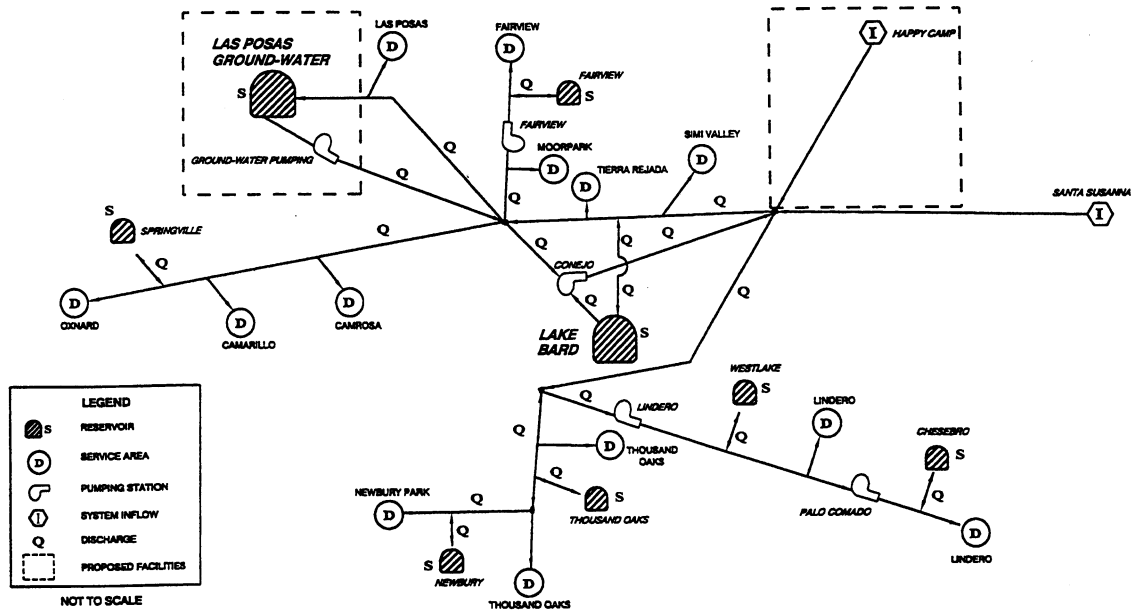 LAS POSAS
FAIRVIEW
I
HAPPY CAMP
LAS POSAS
GROUND-WATER
D
D
S
FAIRVIEW
S
Q
FAIRVIEW
SIMI VALLEY
GROUND-WATER PUMPING
Q
MOORPARK
D
D
TIERRA REJADA
D
Q
Q
SANTA SUSANNA
I
S
SPRINGVILLE
Q
Q
Q
Q
Q
Q
CONEJO
Q
Q
Q
Q
D
OXNARD
D
CAMARILLO
D
CAMROSA
LAKE
BARD
S
LEGEND
S
RESERVOIR
D
SERVICE AREA
PUMPING STATION
I
SYSTEM INFLOW
Q
DISCHARGE
PROPOSED FACILITIES
NOT TO SCALE
Q
LINDERO
WESTLAKE
S
LINDERO
D
CHESEBRO
S
Q
D
THOUSAND
OAKS
Q
Q
PALO COMADO
NEWBURY PARK
D
Q
S
THOUSAND OAKS
D
LINDERO
Q
S
NEWBURY
D
THOUSAND OAKS